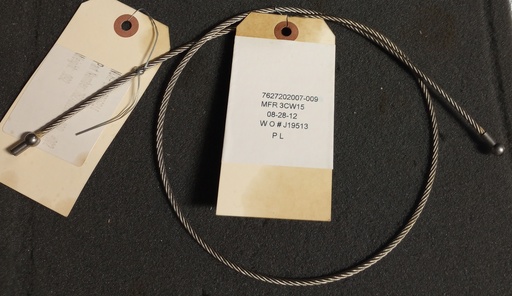 7627202007-009
MFR 3CW15
08-28-12
W O # J19513
P L